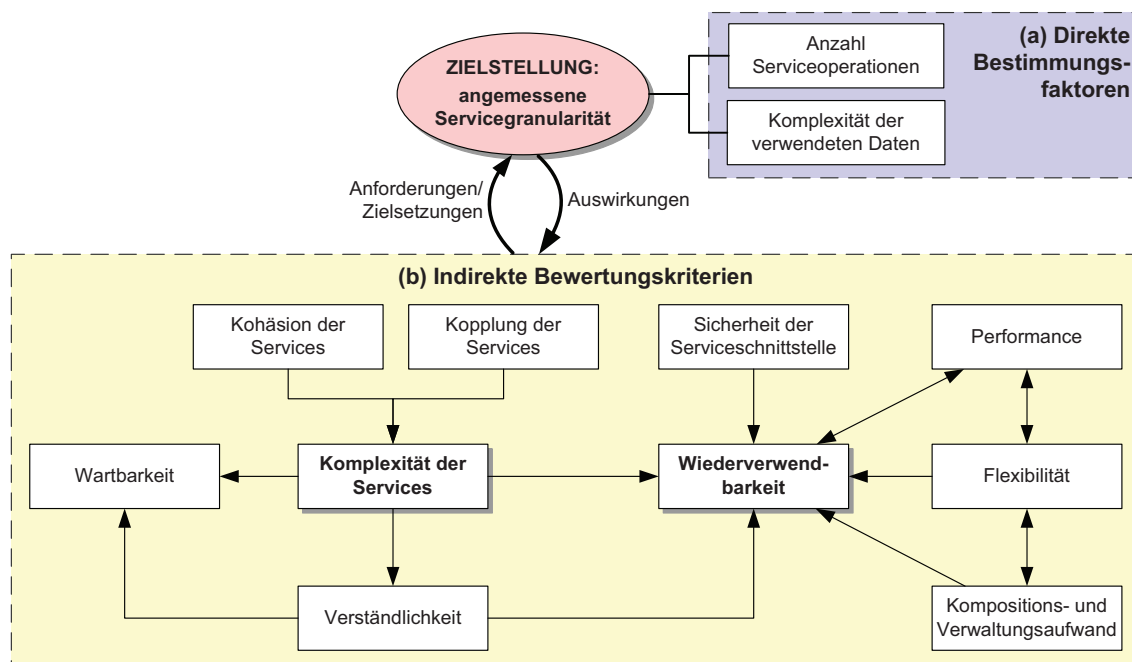 ZIELSTELLUNG:
angemessene
Servicegranularität
Anzahl
Serviceoperationen
(a) Direkte
Bestimmungs-
faktoren
Komplexität der
verwendeten Daten
Anforderungen/
Zielsetzungen
Auswirkungen
(b) Indirekte Bewertungskriterien
Kohäsion der
Services
Kopplung der
Services
Sicherheit der
Serviceschnittstelle
Performance
Wartbarkeit
Komplexität der
Services
Wiederverwend-
barkeit
Flexibilität
Verständlichkeit
Kompositions- und
Verwaltungsaufwand